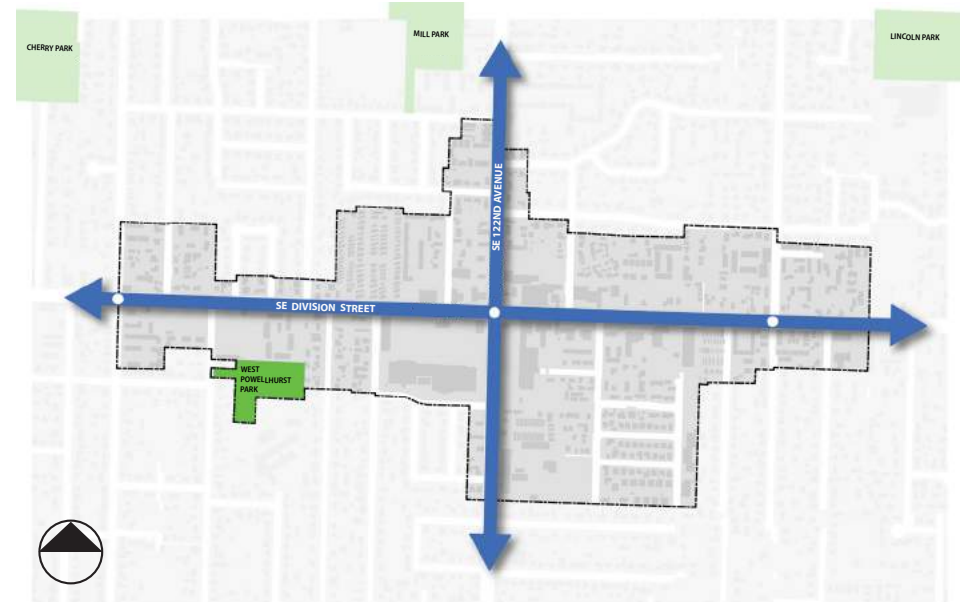 CHERRY PARK
MILL PARK
LINCOLN PARK
SE 122ND AVENUE
SE DIVISION STREET
WEST
POWELLHURST
PARK